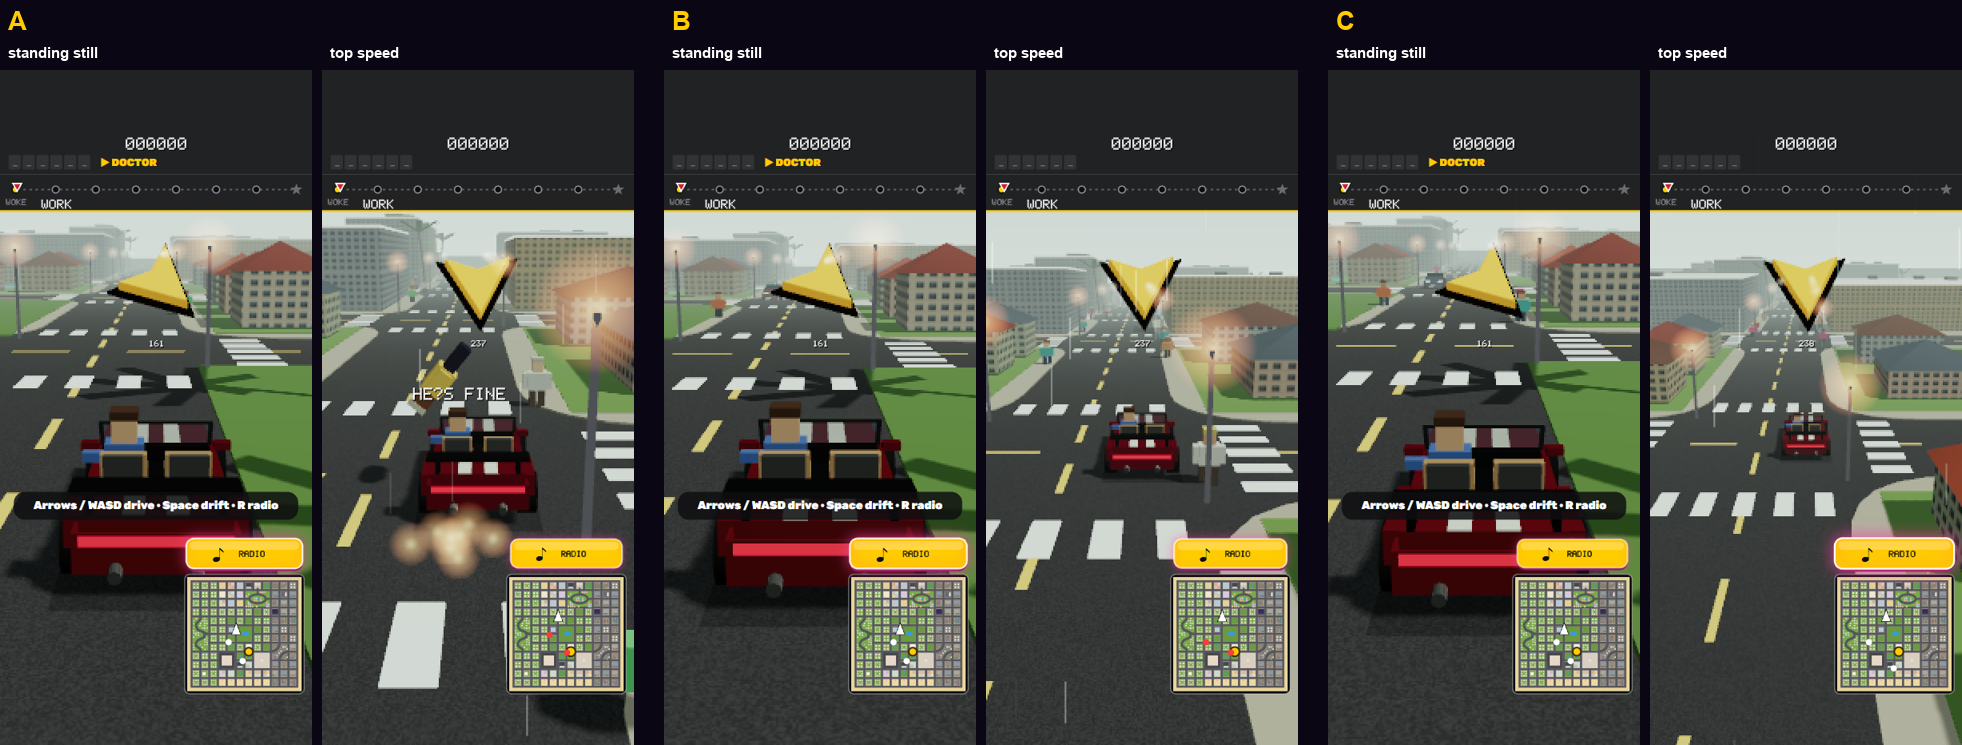 A
B
C
standing still
top speed
standing still
top speed
standing still
top speed
000000
DOCTOR
WOKE WORK
161
Arrows / WASD drive • Space drift • R radio
RADIO
000000
WOKE WORK
237
HE?S FINE
RADIO
000000
DOCTOR
WOKE WORK
161
Arrows / WASD drive • Space drift • R radio
RADIO
000000
WOKE WORK
237
RADIO
000000
DOCTOR
WOKE WORK
161
Arrows / WASD drive • Space drift • R radio
RADIO
000000
WOKE WORK
238
RADIO